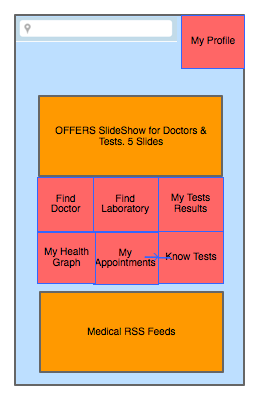 My Profile
OFFERS SlideShow for Doctors &
Tests. 5 Slides
Find
Doctor
Find
Laboratory
My Tests
Results
My Health
Graph
My
Appointments
Know Tests
Medical RSS Feeds